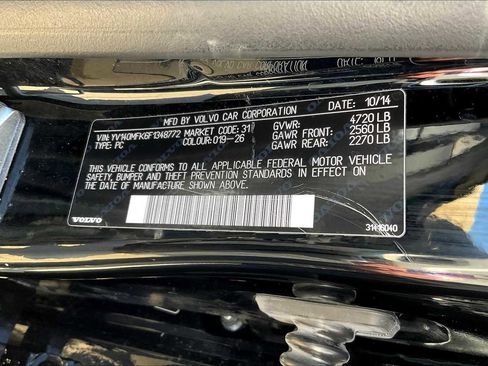 MFD BY VOLVO CAR CORPORATION DATE: 10/14
VIN: YV140MFK6F1348772 MARKET CODE: 31 GVWR: 4720 LB
TYPE: PC COLOUR: 019-26 GAWR FRONT: 2560 LB
GAWR REAR: 2270 LB
THIS VEHICLE CONFORMS TO ALL APPLICABLE FEDERAL MOTOR VEHICLE
SAFETY, BUMPER AND THEFT PREVENTION STANDARDS IN EFFECT ON
THE DATE OF MANUFACTURE SHOWN ABOVE.
VOLVO 31416040